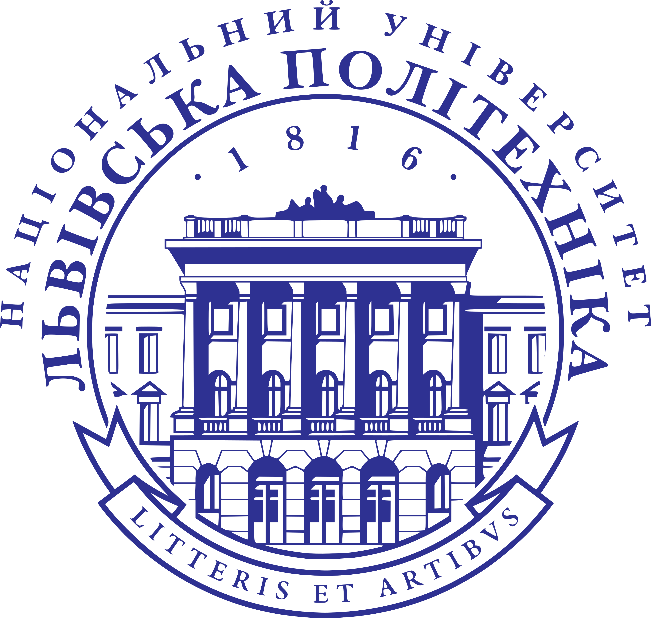 НАЦІОНАЛЬНИЙ УНІВЕРСИТЕТ
ЛЬВІВСЬКА ПОЛІТЕХНІКА
· 1816 ·
LITTERIS ET ARTIBVS